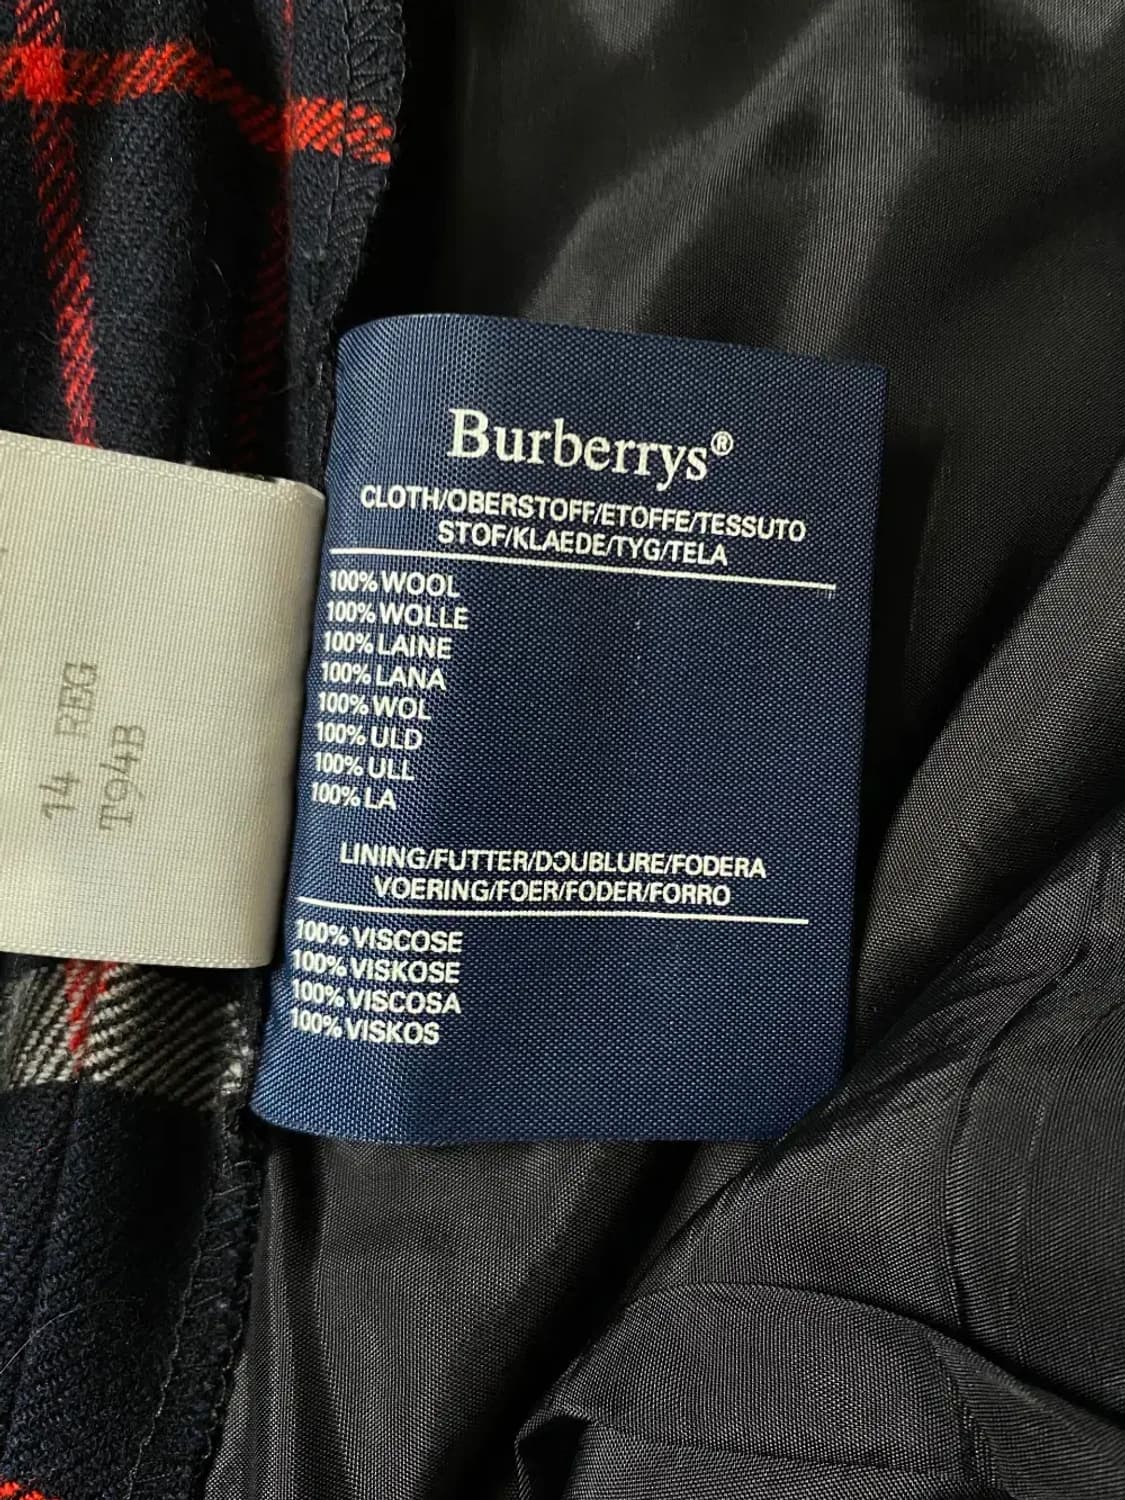 Burberrys®
CLOTH/OBERSTOFF/ETOFFE/TESSUTO
STOF/KLAEDE/TYG/TELA
100% WOOL
100% WOLLE
100% LAINE
100% LANA
100% WOL
100% ULD
100% ULL
100% LA
LINING/FUTTER/DOUBLURE/FODERA
VOERING/FOER/FODER/FORRO
100% VISCOSE
100% VISKOSE
100% VISCOSA
100% VISKOS
14 REG
T94B